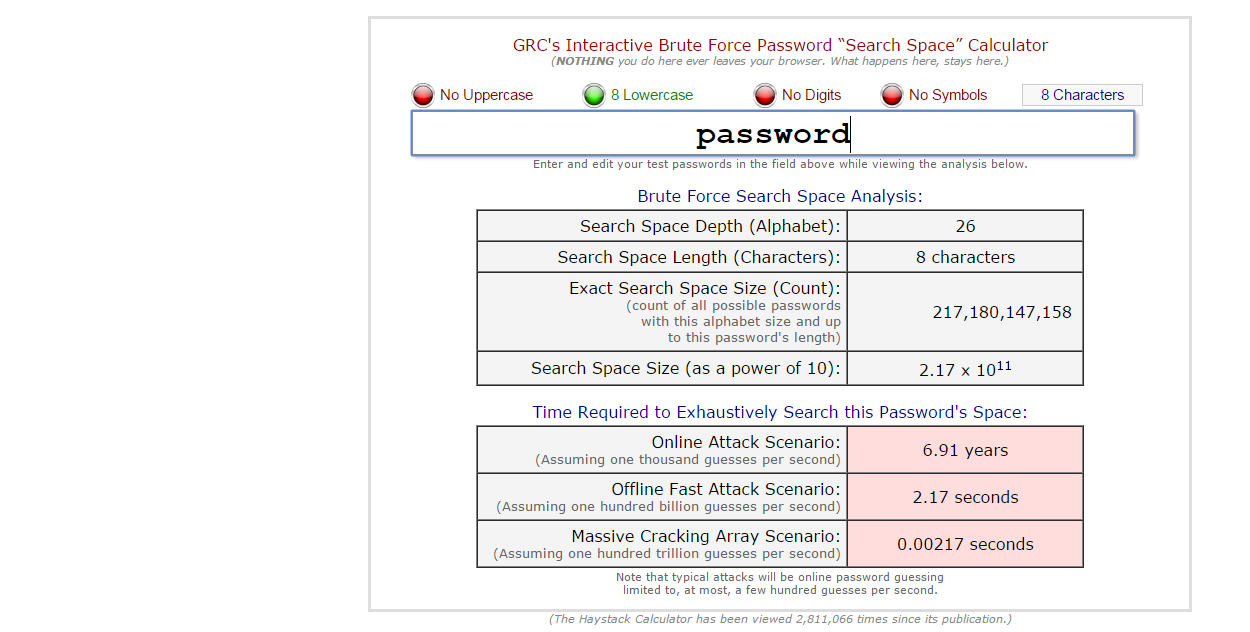 GRC's Interactive Brute Force Password “Search Space” Calculator
(NOTHING you do here ever leaves your browser. What happens here, stays here.)
No Uppercase 8 Lowercase No Digits No Symbols 8 Characters
password
Enter and edit your test passwords in the field above while viewing the analysis below.
Brute Force Search Space Analysis:
Search Space Depth (Alphabet): 26
Search Space Length (Characters): 8 characters
Exact Search Space Size (Count):
(count of all possible passwords
with this alphabet size and up
to this password's length)
217,180,147,158
Search Space Size (as a power of 10): 2.17 x 10¹¹
Time Required to Exhaustively Search this Password's Space:
Online Attack Scenario:
(Assuming one thousand guesses per second)
6.91 years
Offline Fast Attack Scenario:
(Assuming one hundred billion guesses per second)
2.17 seconds
Massive Cracking Array Scenario:
(Assuming one hundred trillion guesses per second)
0.00217 seconds
Note that typical attacks will be online password guessing
limited to, at most, a few hundred guesses per second.
(The Haystack Calculator has been viewed 2,811,066 times since its publication.)